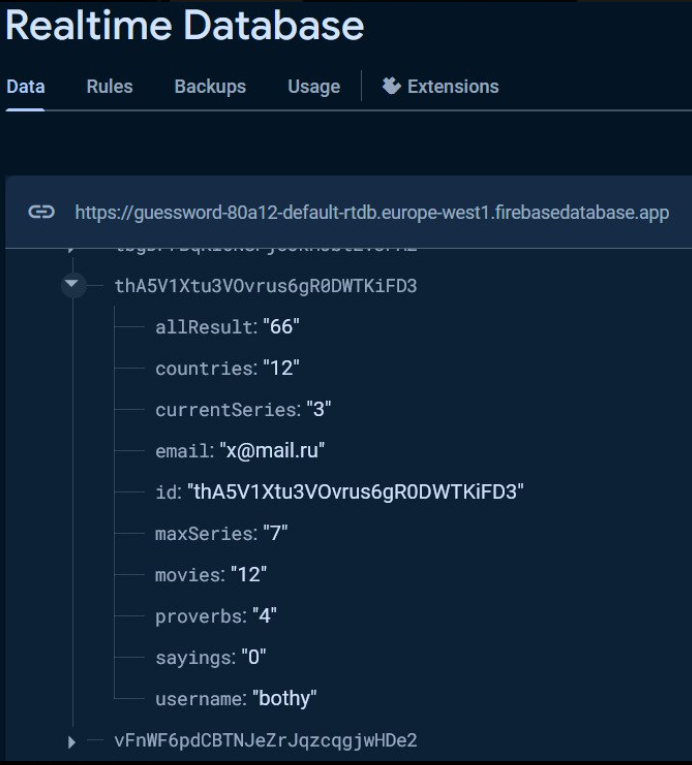 Realtime Database
Data Rules Backups Usage Extensions
https://guessword-80a12-default-rtdb.europe-west1.firebasedatabase.app
thA5V1Xtu3VOvrus6gR0DWTKiFD3
allResult: "66"
countries: "12"
currentSeries: "3"
email: "x@mail.ru"
id: "thA5V1Xtu3VOvrus6gR0DWTKiFD3"
maxSeries: "7"
movies: "12"
proverbs: "4"
sayings: "0"
username: "bothy"
vFnWF6pdCBTNJeZrJqzcqgjwHDe2